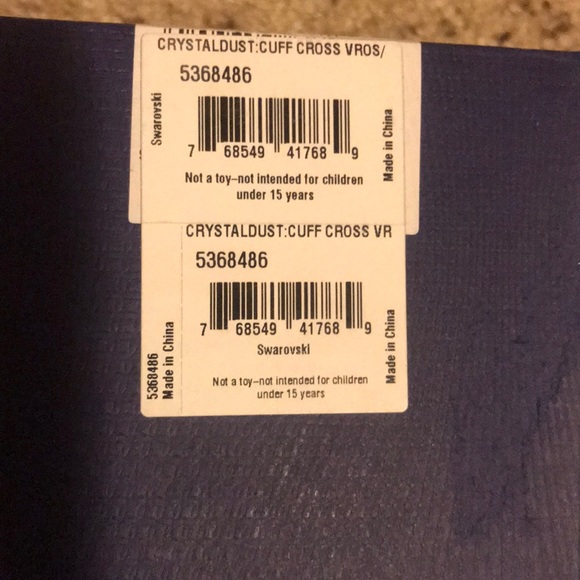 CRYSTALDUST:CUFF CROSS VROS/
5368486
Swarovski
7 68549 41768 9
Made in China
Not a toy–not intended for children
under 15 years
CRYSTALDUST:CUFF CROSS VR
5368486
7 68549 41768 9
Swarovski
5368486
Made in China
Made in China
Not a toy–not intended for children
under 15 years